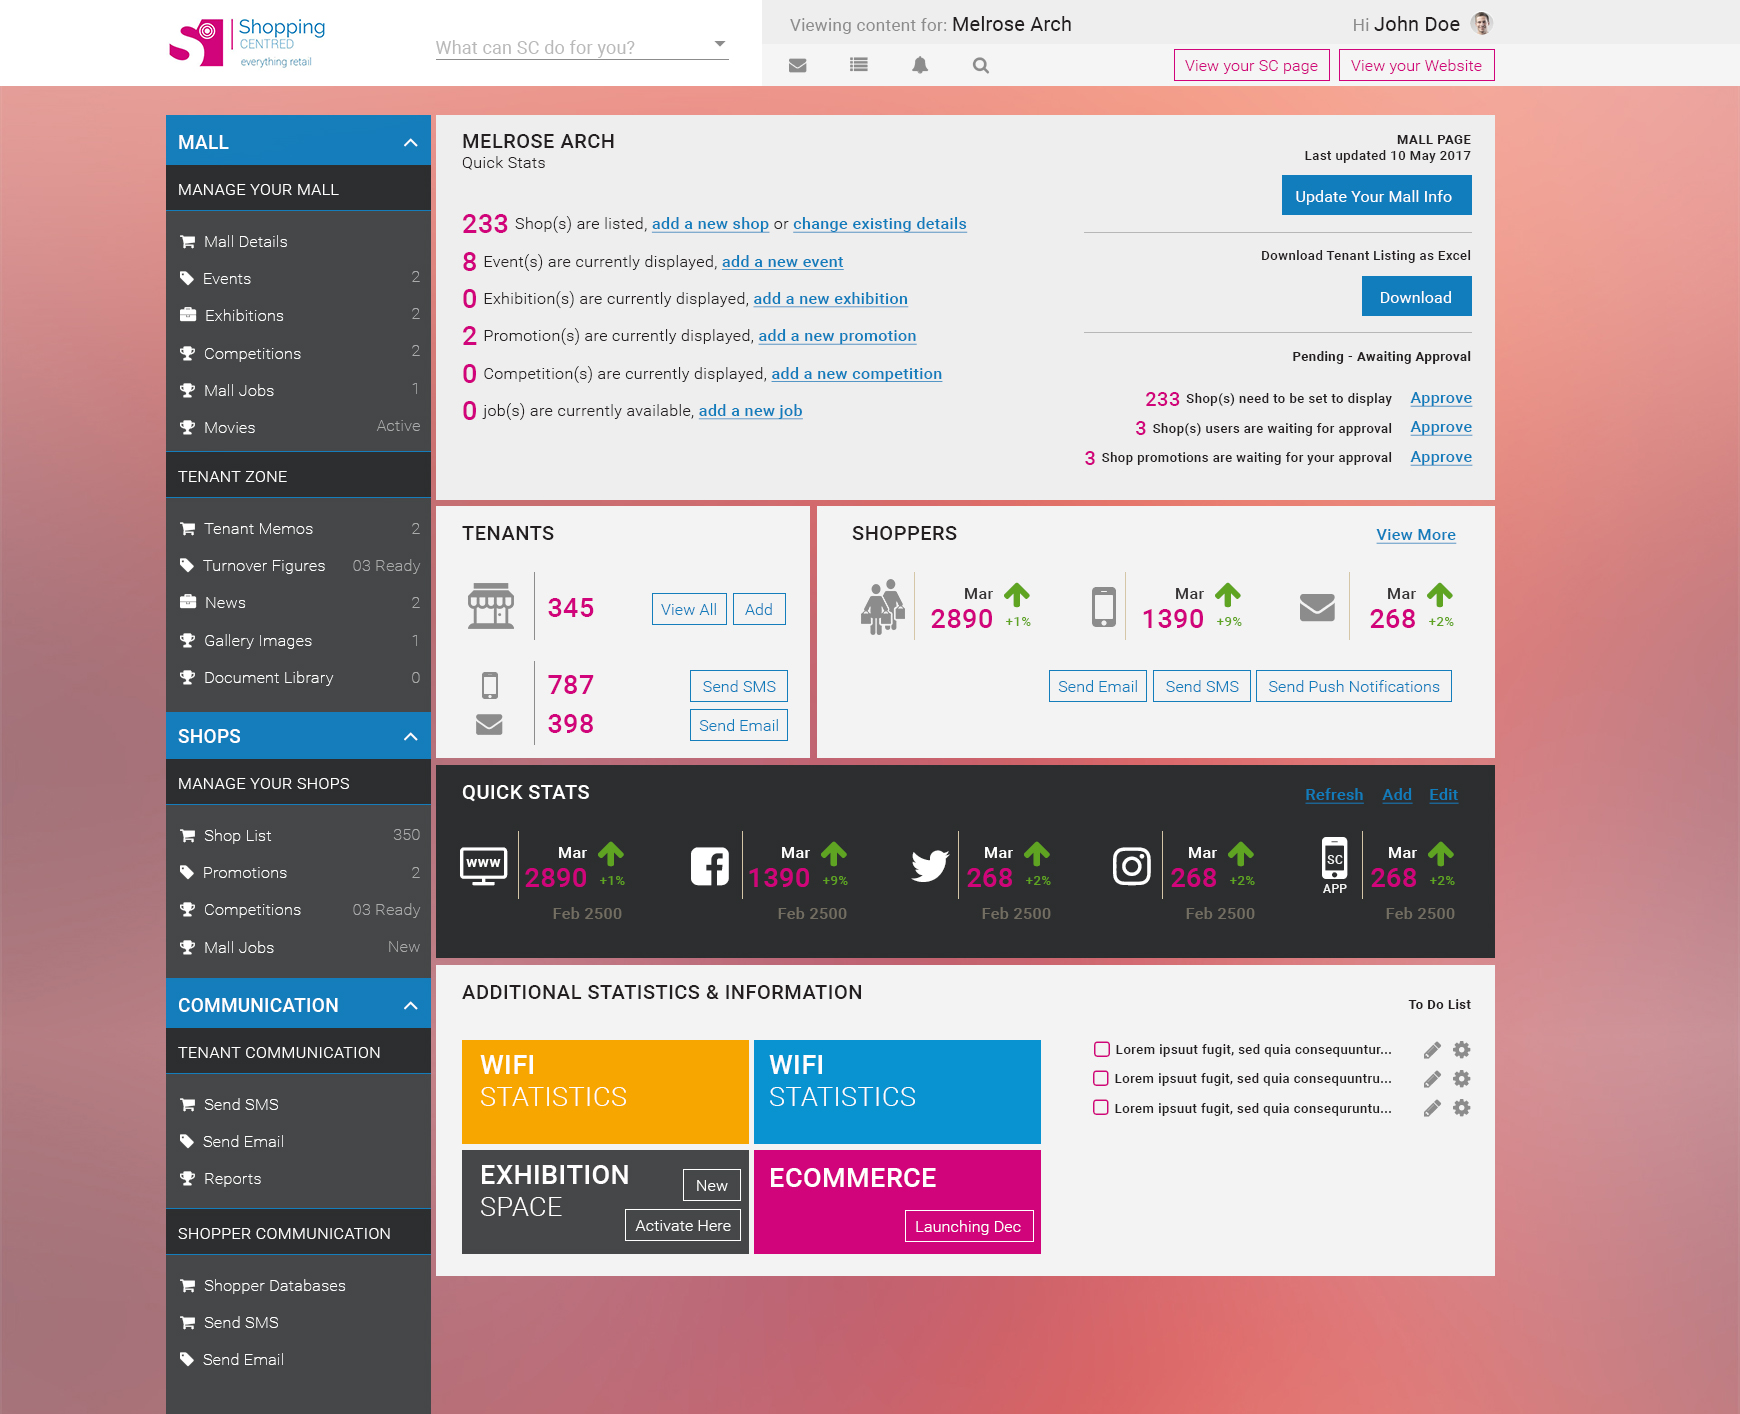 Shopping
CENTRED
everything retail
What can SC do for you?
Viewing content for: Melrose Arch
Hi John Doe
View your SC page
View your Website
MALL
MANAGE YOUR MALL
Mall Details
Events 2
Exhibitions 2
Competitions 2
Mall Jobs 1
Movies Active
TENANT ZONE
Tenant Memos 2
Turnover Figures 03 Ready
News 2
Gallery Images 1
Document Library 0
SHOPS
MANAGE YOUR SHOPS
Shop List 350
Promotions 2
Competitions 03 Ready
Mall Jobs New
COMMUNICATION
TENANT COMMUNICATION
Send SMS
Send Email
Reports
SHOPPER COMMUNICATION
Shopper Databases
Send SMS
Send Email
MELROSE ARCH
Quick Stats
233 Shop(s) are listed, add a new shop or change existing details
8 Event(s) are currently displayed, add a new event
0 Exhibition(s) are currently displayed, add a new exhibition
2 Promotion(s) are currently displayed, add a new promotion
0 Competition(s) are currently displayed, add a new competition
0 job(s) are currently available, add a new job
MALL PAGE
Last updated 10 May 2017
Update Your Mall Info
Download Tenant Listing as Excel
Download
Pending - Awaiting Approval
233 Shop(s) need to be set to display Approve
3 Shop(s) users are waiting for approval Approve
3 Shop promotions are waiting for your approval Approve
TENANTS
345 View All Add
787 Send SMS
398 Send Email
SHOPPERS
View More
Mar
2890 +1%
Mar
1390 +9%
Mar
268 +2%
Send Email Send SMS Send Push Notifications
QUICK STATS
Refresh Add Edit
www
Mar
2890 +1%
Feb 2500
Mar
1390 +9%
Feb 2500
Mar
268 +2%
Feb 2500
Mar
268 +2%
Feb 2500
SC
APP
Mar
268 +2%
Feb 2500
ADDITIONAL STATISTICS & INFORMATION
WIFI
STATISTICS
WIFI
STATISTICS
EXHIBITION
SPACE
New
Activate Here
ECOMMERCE
Launching Dec
To Do List
Lorem ipsuut fugit, sed quia consequuntur...
Lorem ipsuut fugit, sed quia consequuntru...
Lorem ipsuut fugit, sed quia consequruntu...